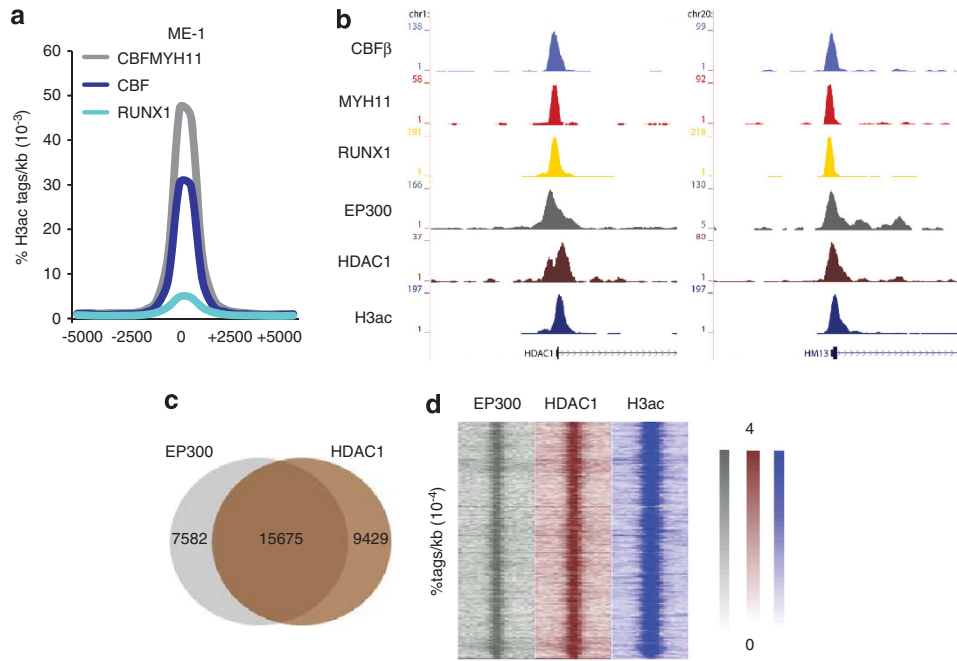 a
ME-1
CBFMYH11
CBF
RUNX1
% H3ac tags/kb (10⁻³)
60
50
40
30
20
10
0
-5000 -2500 0 +2500 +5000
b
chr1: chr20:
CBFβ 138 1 99 1
MYH11 58 1 92 1
RUNX1 191 1 218 1
EP300 166 1 130 5
HDAC1 37 1 80 1
H3ac 197 1 197 1
HDAC1 HM13
c
EP300 HDAC1
7582 15675 9429
d
EP300 HDAC1 H3ac
%tags/kb (10⁻⁴)
4
0